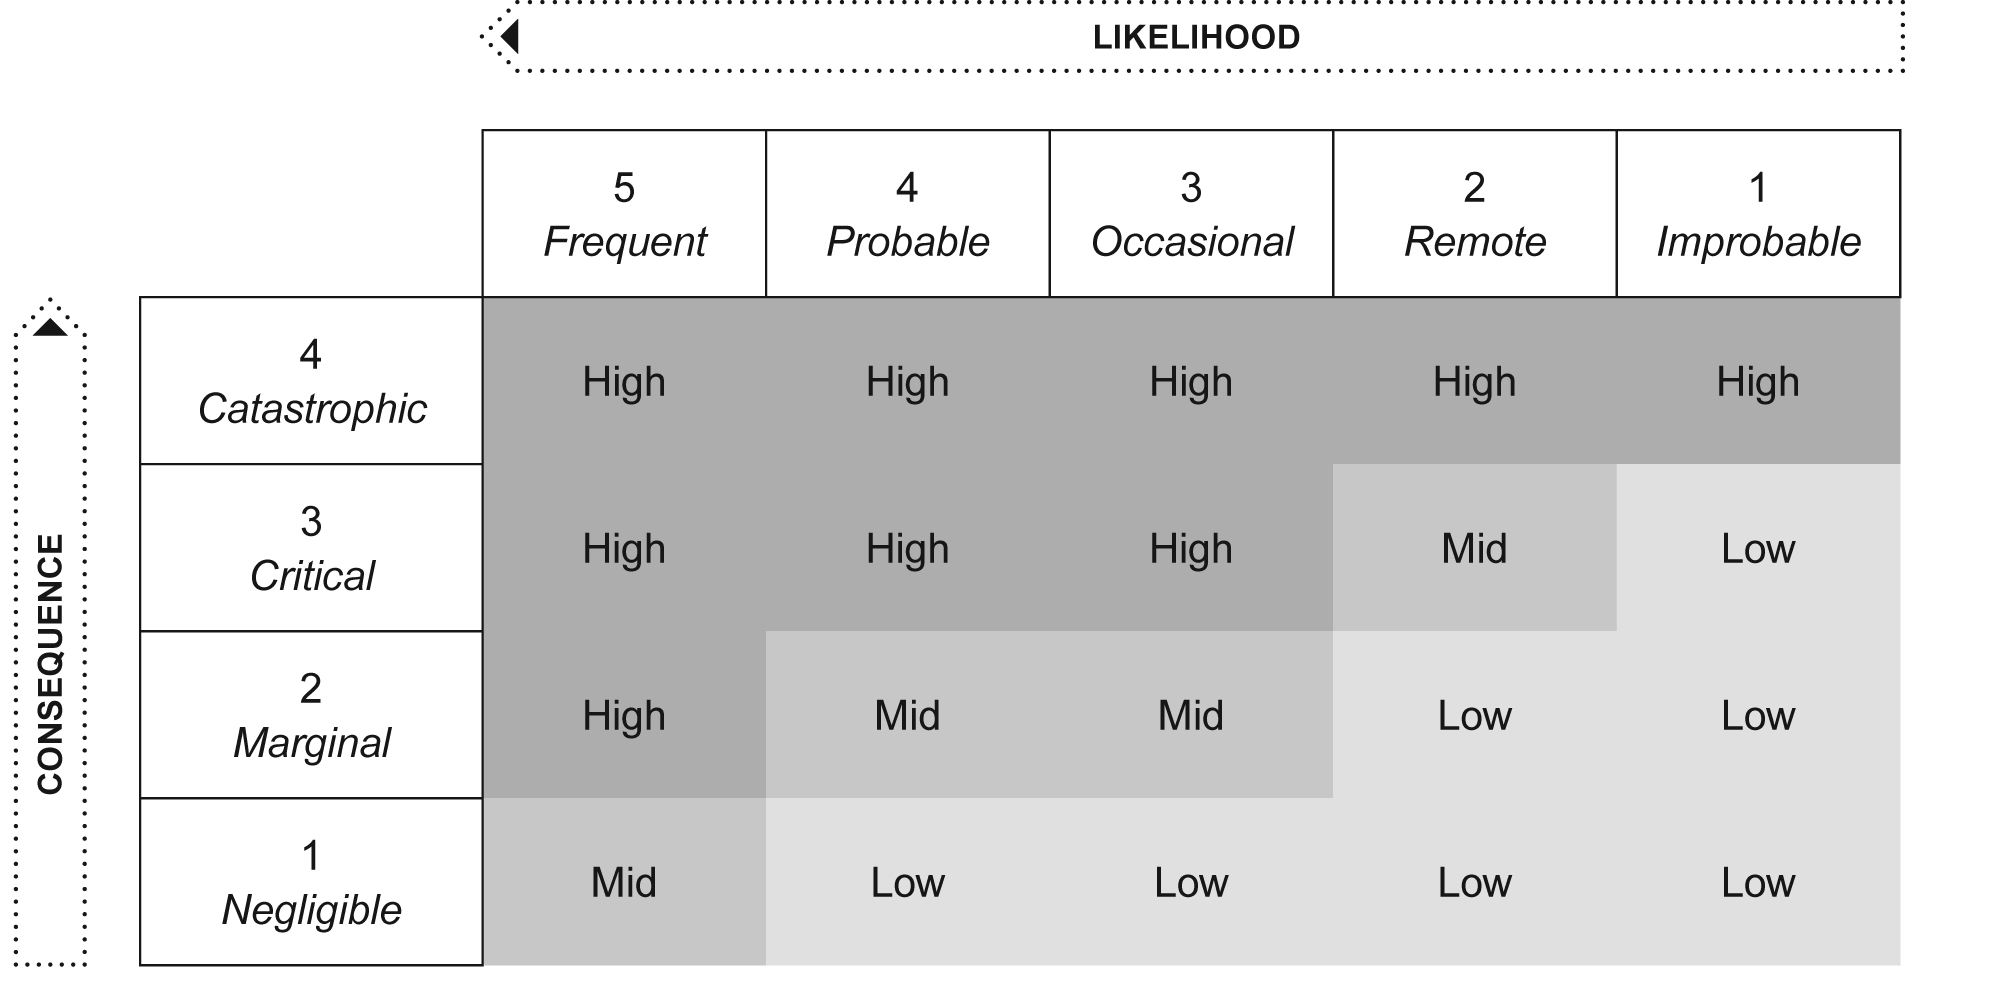 LIKELIHOOD
5 4 3 2 1
Frequent Probable Occasional Remote Improbable
CONSEQUENCE
4
Catastrophic
High High High High High
3
Critical
High High High Mid Low
2
Marginal
High Mid Mid Low Low
1
Negligible
Mid Low Low Low Low